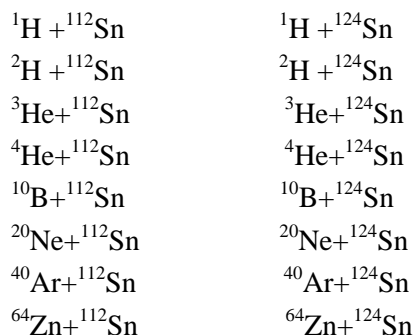 ¹H +¹¹²Sn ¹H +¹²⁴Sn
²H +¹¹²Sn ²H +¹²⁴Sn
³He+¹¹²Sn ³He+¹²⁴Sn
⁴He+¹¹²Sn ⁴He+¹²⁴Sn
¹⁰B+¹¹²Sn ¹⁰B+¹²⁴Sn
²⁰Ne+¹¹²Sn ²⁰Ne+¹²⁴Sn
⁴⁰Ar+¹¹²Sn ⁴⁰Ar+¹²⁴Sn
⁶⁴Zn+¹¹²Sn ⁶⁴Zn+¹²⁴Sn